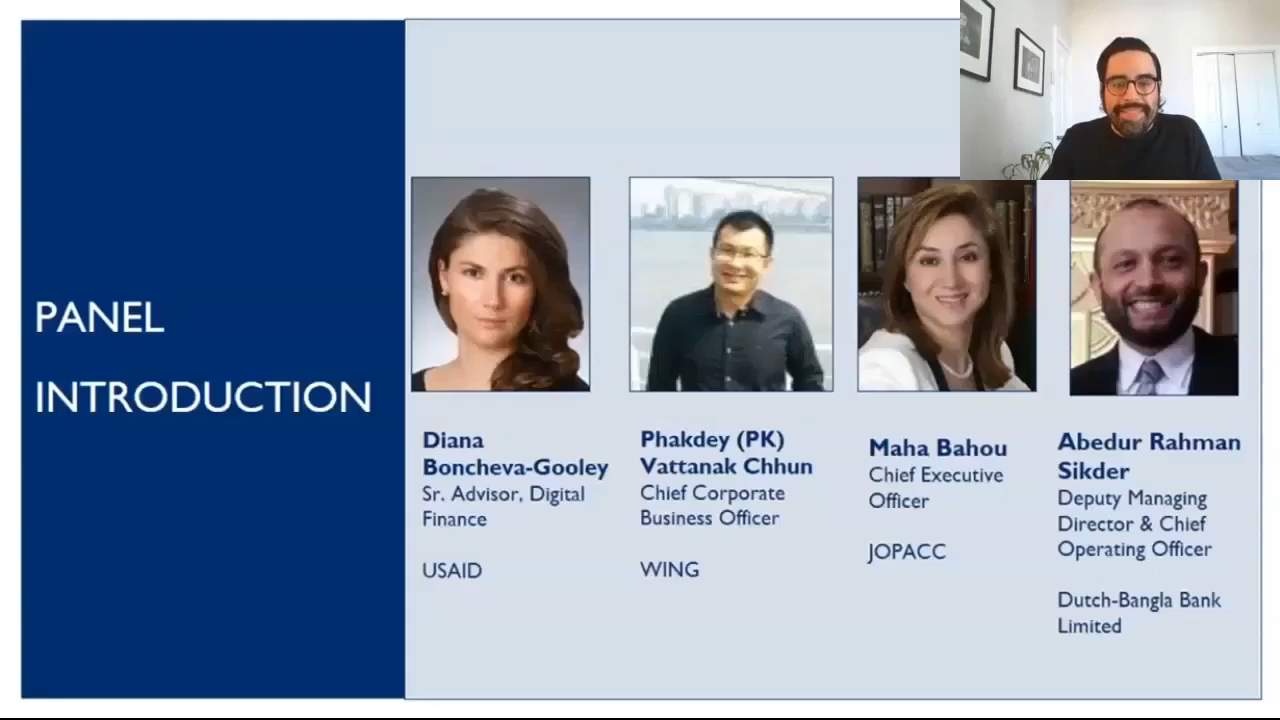 PANEL
INTRODUCTION
Diana
Boncheva-Gooley
Sr. Advisor, Digital
Finance
USAID
Phakdey (PK)
Vattanak Chhun
Chief Corporate
Business Officer
WING
Maha Bahou
Chief Executive
Officer
JOPACC
Abedur Rahman
Sikder
Deputy Managing
Director & Chief
Operating Officer
Dutch-Bangla Bank
Limited